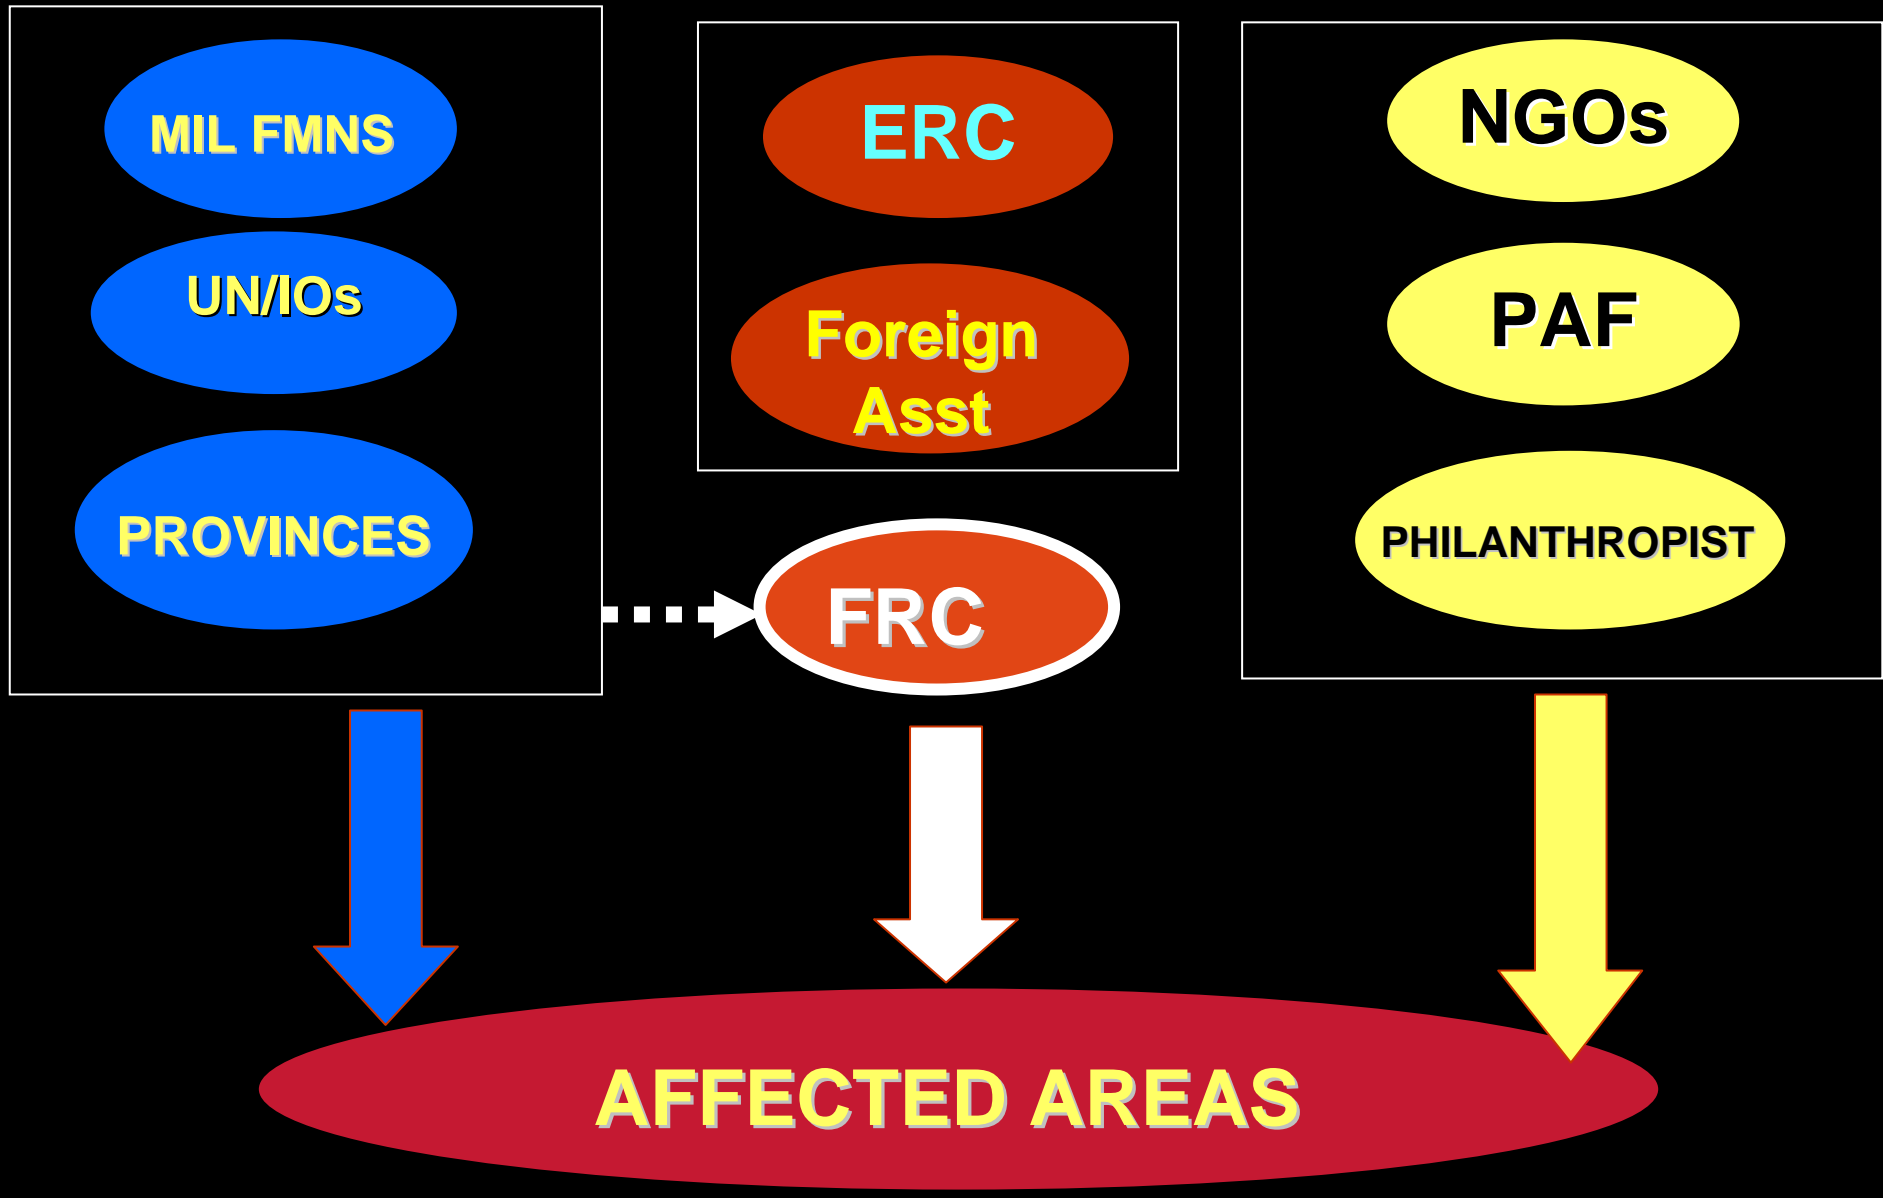 MIL FMNS
UN/IOs
PROVINCES
ERC
Foreign
Asst
FRC
NGOs
PAF
PHILANTHROPIST
AFFECTED AREAS